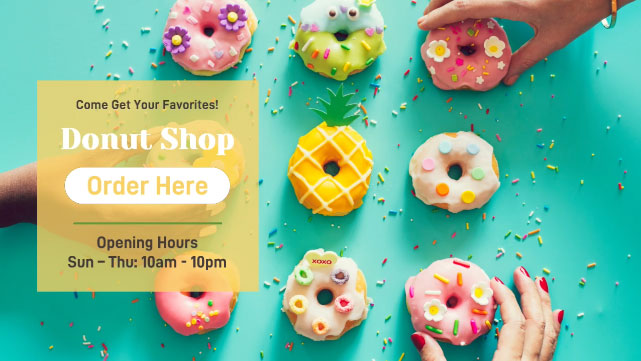 Come Get Your Favorites!
Donut Shop
Order Here
Opening Hours
Sun – Thu: 10am - 10pm
XOXO